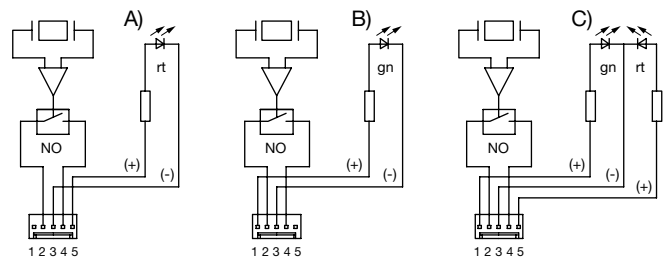 A)
rt
NO
(+)
(-)
1 2 3 4 5
B)
gn
NO
(+)
(-)
1 2 3 4 5
C)
gn
rt
NO
(+)
(-)
(+)
1 2 3 4 5